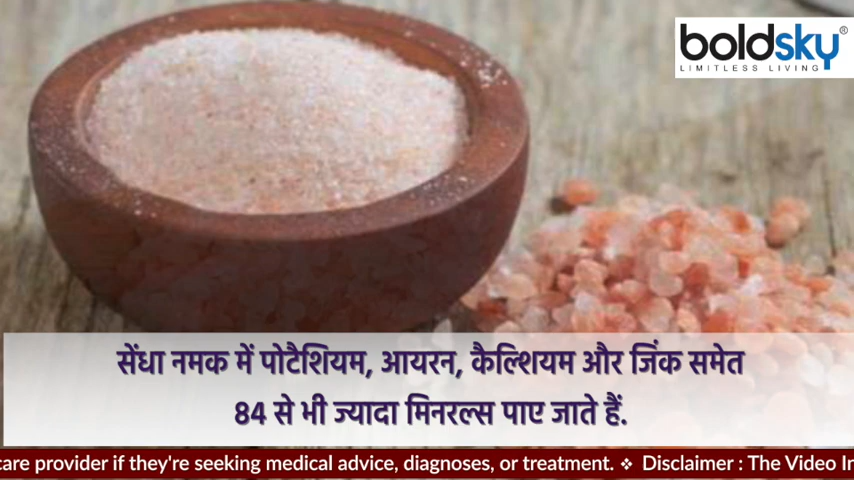 boldsky®
LIMITLESS LIVING
सेंधा नमक में पोटैशियम, आयरन, कैल्शियम और जिंक समेत
84 से भी ज्यादा मिनरल्स पाए जाते हैं.
care provider if they're seeking medical advice, diagnoses, or treatment. ❖ Disclaimer : The Video In